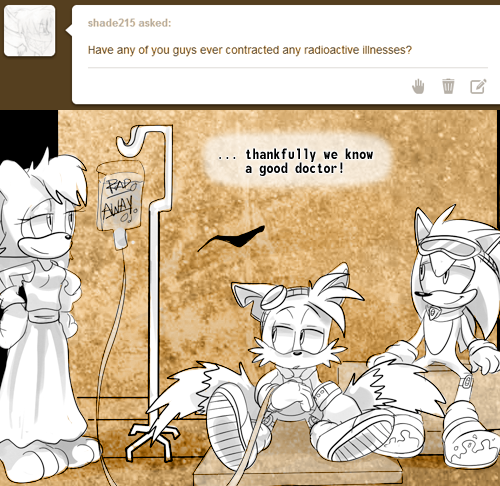 shade215 asked:
Have any of you guys ever contracted any radioactive illnesses?
... thankfully we know
a good doctor!
RAD
AWAY